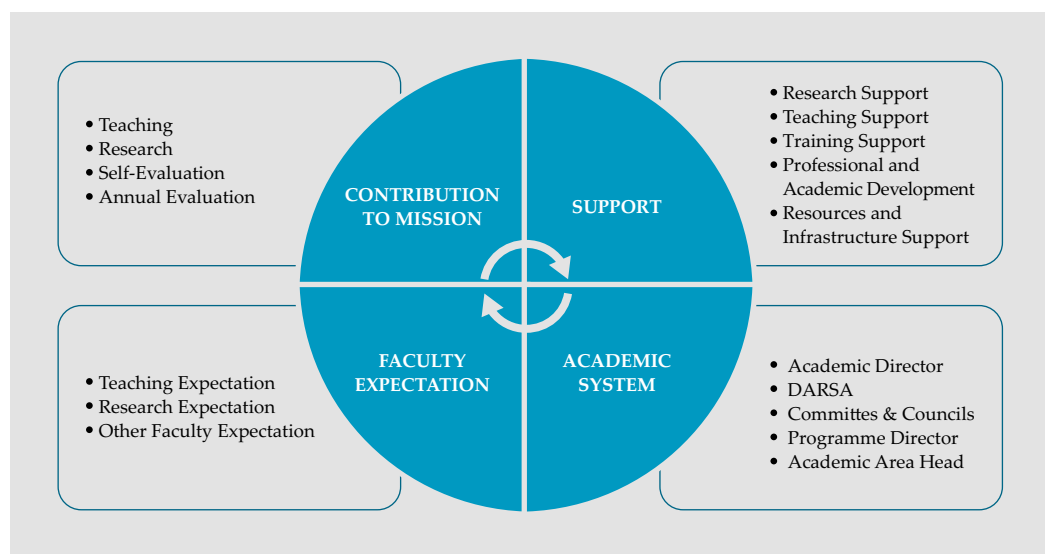 • Teaching
• Research
• Self-Evaluation
• Annual Evaluation
CONTRIBUTION
TO MISSION
SUPPORT
• Research Support
• Teaching Support
• Training Support
• Professional and
Academic Development
• Resources and
Infrastructure Support
• Teaching Expectation
• Research Expectation
• Other Faculty Expectation
FACULTY
EXPECTATION
ACADEMIC
SYSTEM
• Academic Director
• DARSA
• Committes & Councils
• Programme Director
• Academic Area Head